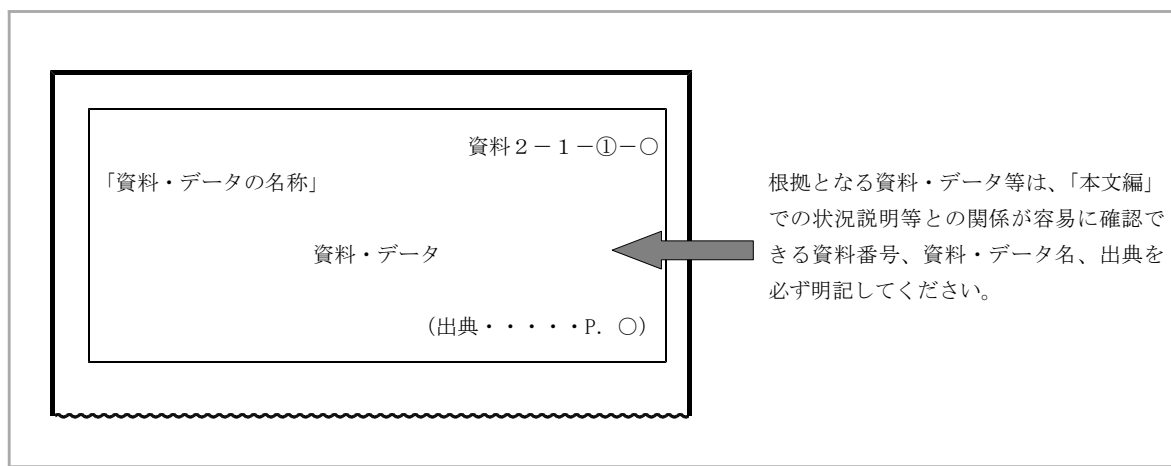 資料２－１－①－○
「資料・データの名称」
資料・データ
（出典・・・・・P. ○）
根拠となる資料・データ等は、「本文編」
での状況説明等との関係が容易に確認で
きる資料番号、資料・データ名、出典を
必ず明記してください。